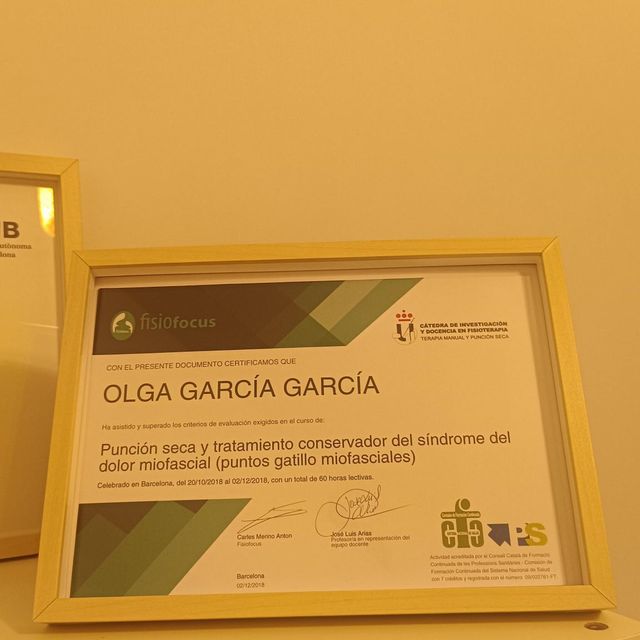 B
utònoma
lona
fisiofocus
CÁTEDRA DE INVESTIGACIÓN
Y DOCENCIA EN FISIOTERAPIA
TERAPIA MANUAL Y PUNCIÓN SECA
CON EL PRESENTE DOCUMENTO CERTIFICAMOS QUE
OLGA GARCÍA GARCÍA
Ha asistido y superado los criterios de evaluación exigidos en el curso de:
Punción seca y tratamiento conservador del síndrome del
dolor miofascial (puntos gatillo miofasciales)
Celebrado en Barcelona, del 20/10/2018 al 02/12/2018, con un total de 60 horas lectivas.
Carles Merino Anton
Fisiofocus
José Luis Arias
Profesor/a en representación del
equipo docente
Barcelona
02/12/2018
PS
Actividad acreditada por el Consell Català de Formació
Continuada de les Professions Sanitàries - Comisión de
Formación Continuada del Sistema Nacional de Salud
con 7 créditos y registrada con el número 09/020761-FT